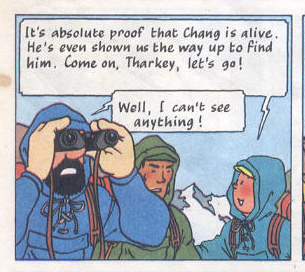 It's absolute proof that Chang is alive.
He's even shown us the way up to find
him. Come on, Tharkey, let's go!
Well, I can't see
anything!